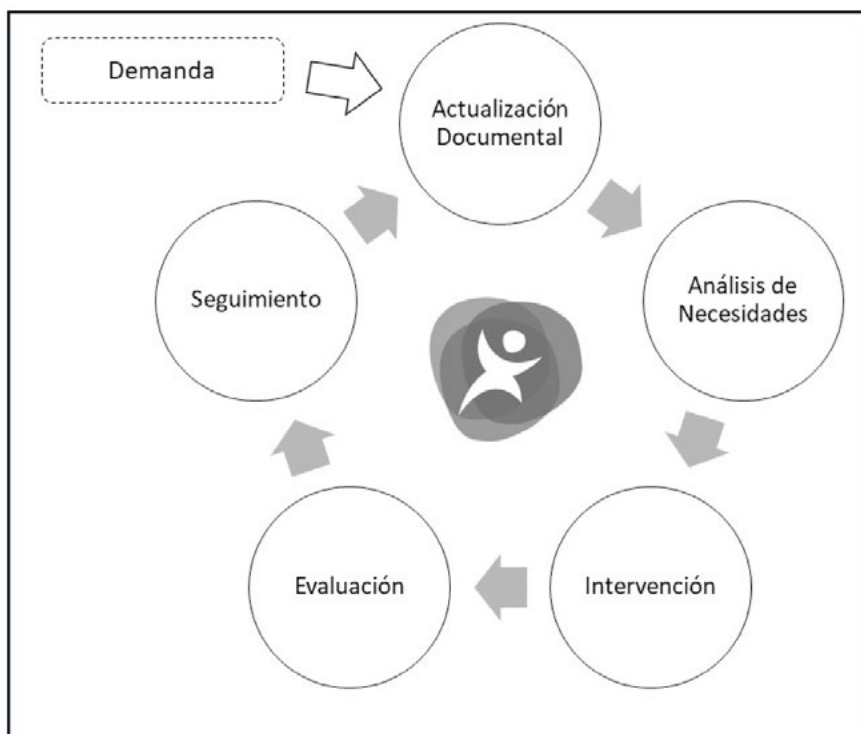 Demanda
Actualización
Documental
Análisis de
Necesidades
Intervención
Evaluación
Seguimiento